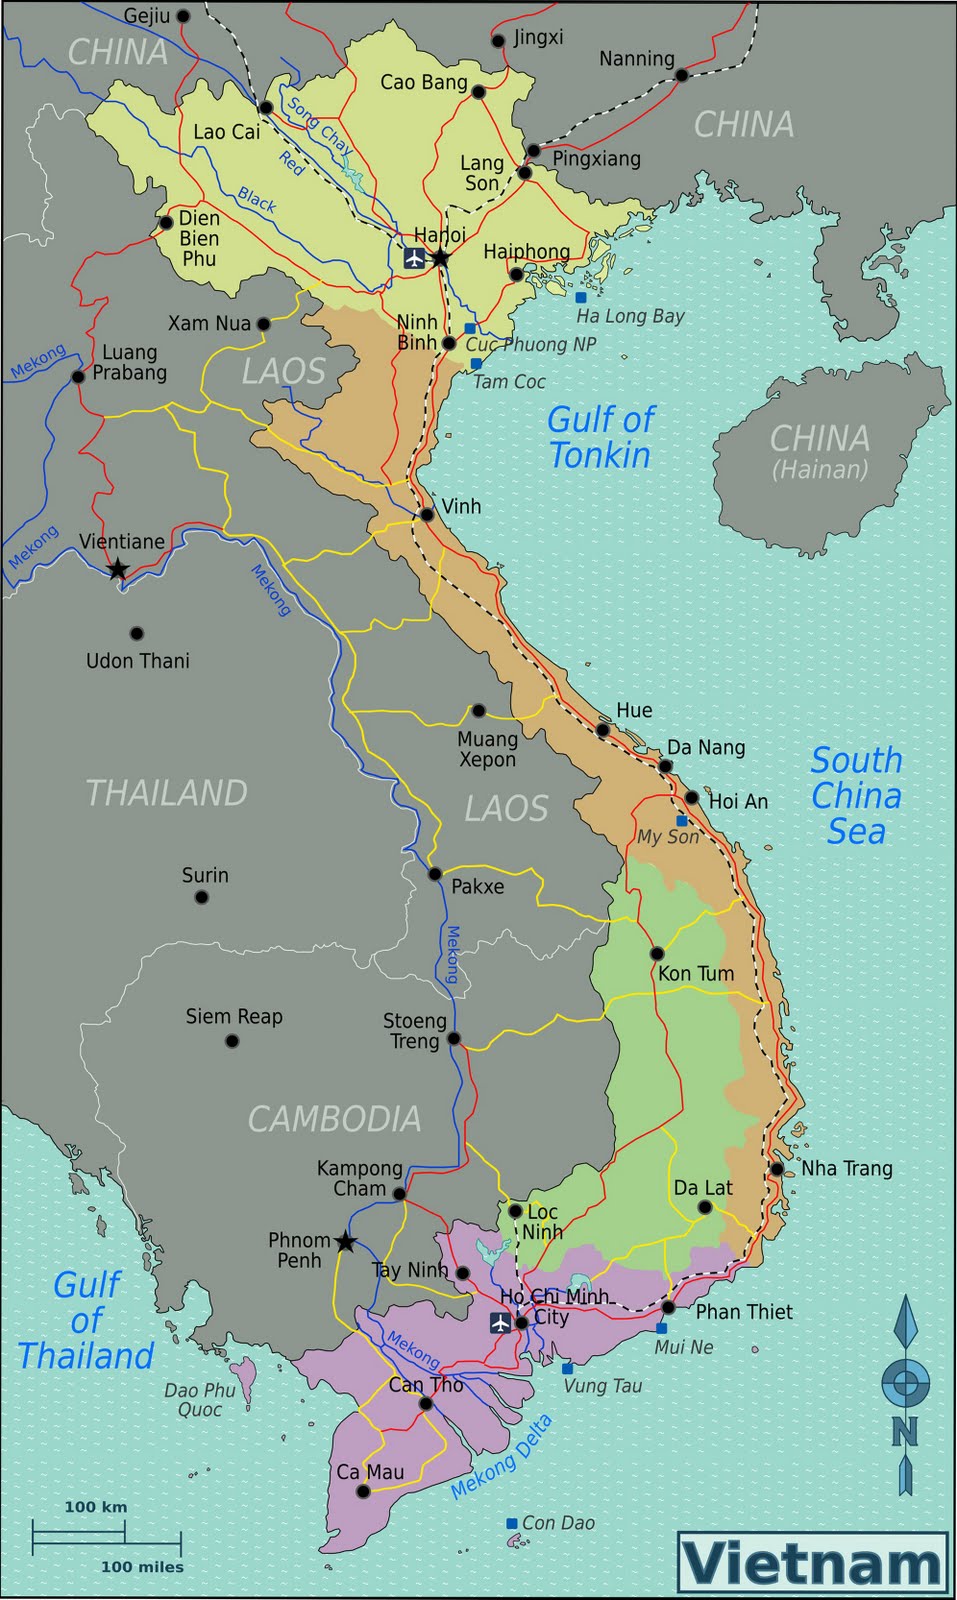 Gejiu
CHINA
Jingxi
Nanning
Cao Bang
CHINA
Lao Cai
Song Chay
Red
Lang
Son
Pingxiang
Black
Dien
Bien
Phu
Hanoi
Haiphong
Ha Long Bay
Xam Nua
Ninh
Binh
Cuc Phuong NP
Tam Coc
Mekong
Luang
Prabang
LAOS
Gulf of
Tonkin
CHINA
(Hainan)
Vinh
Mekong
Vientiane
Mekong
Udon Thani
Hue
Muang
Xepon
Da Nang
South
China
Sea
THAILAND
LAOS
Hoi An
My Son
Surin
Pakxe
Mekong
Kon Tum
Siem Reap
Stoeng
Treng
CAMBODIA
Kampong
Cham
Nha Trang
Da Lat
Loc
Ninh
Phnom
Penh
Tay Ninh
Ho Chi Minh
City
Phan Thiet
Gulf
of
Thailand
Mekong
Mui Ne
Dao Phu
Quoc
Can Tho
Vung Tau
N
Mekong Delta
Ca Mau
100 km
100 miles
Con Dao
Vietnam